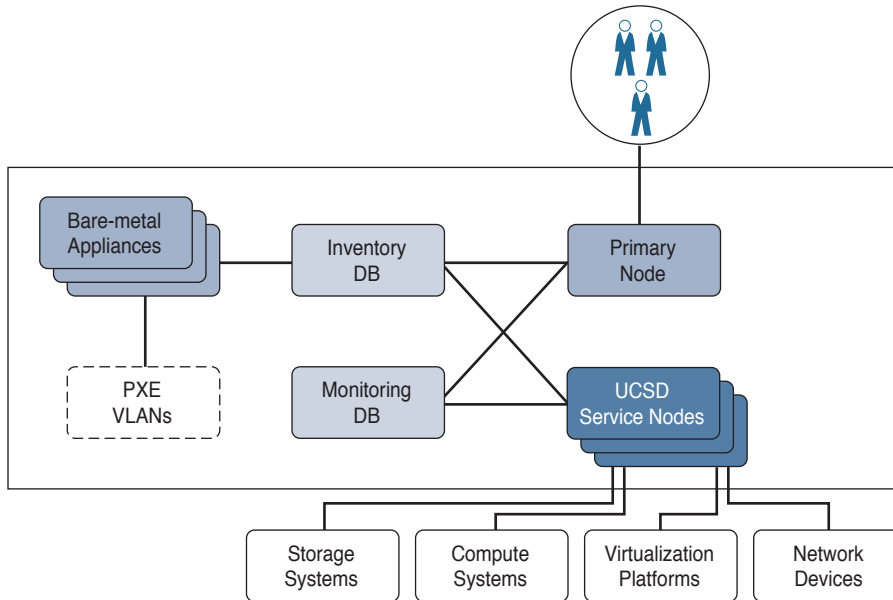 Bare-metal
Appliances
Inventory
DB
Primary
Node
PXE
VLANs
Monitoring
DB
UCSD
Service Nodes
Storage
Systems
Compute
Systems
Virtualization
Platforms
Network
Devices